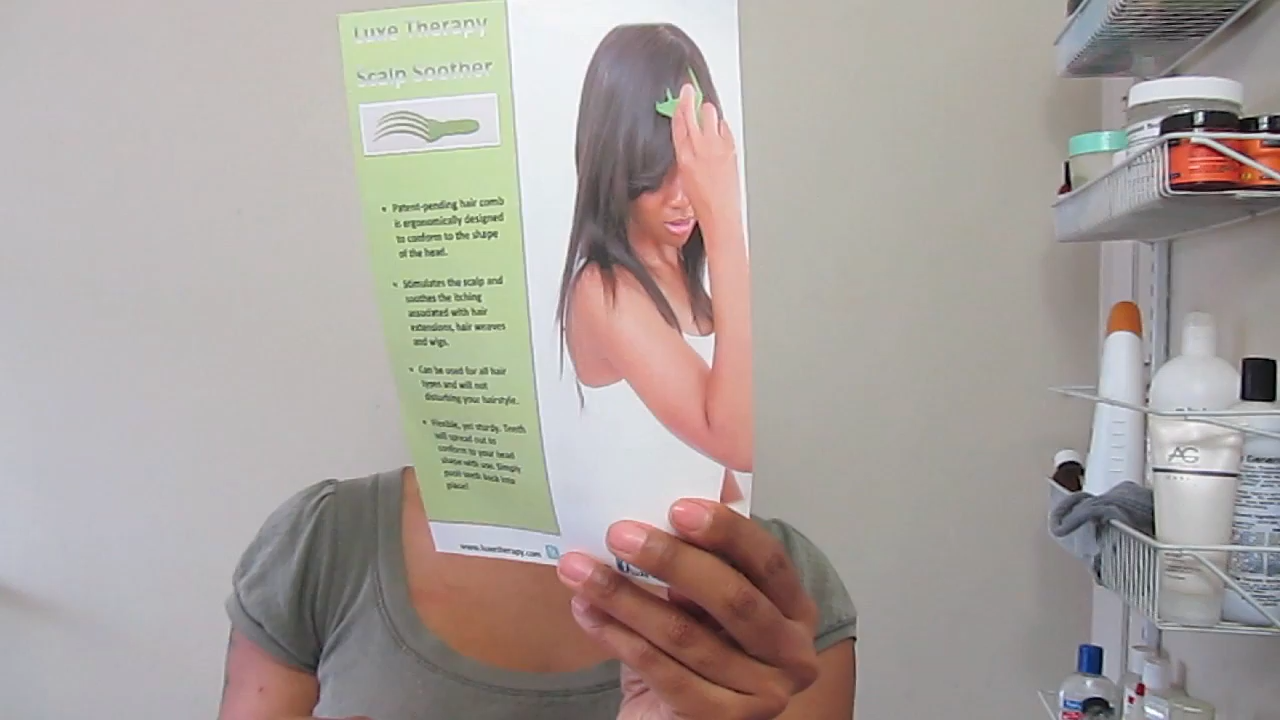 Luxe Therapy
Scalp Soother
• Patent-pending hair comb
is ergonomically designed
to conform to the shape
of the head.
• Stimulates the scalp and
soothes the itching
associated with hair
extensions, hair weaves
and wigs.
• Can be used for all hair
types and will not
disturbing your hairstyle.
• Flexible, yet sturdy. Teeth
will spread out to
conform to your head
shape with use. Simply
push teeth back into
place!
www.luxetherapy.com
AG